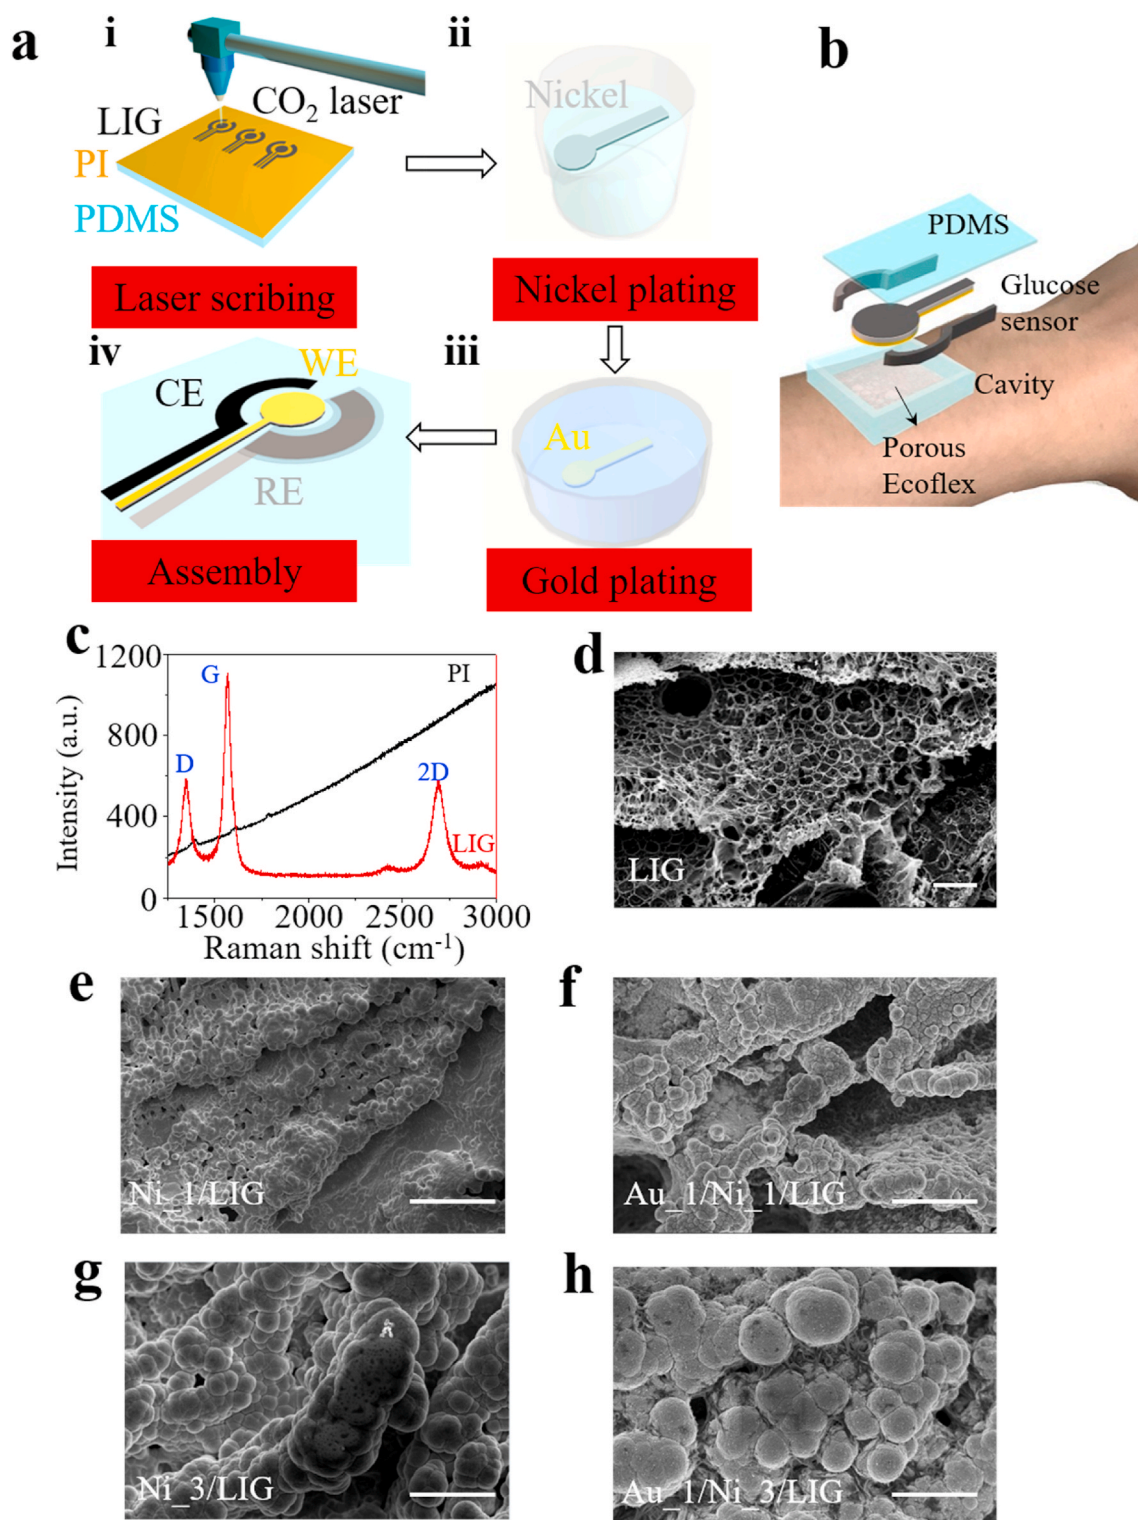 a
i
CO2 laser
LIG
PI
PDMS
Laser scribing
ii
Nickel
Nickel plating
iii
Au
Gold plating
iv
WE
CE
RE
Assembly
b
PDMS
Glucose
sensor
Cavity
Porous
Ecoflex
c
1200
800
400
0
Intensity (a.u.)
D
G
2D
PI
LIG
1500
2000
2500
3000
Raman shift (cm-1)
d
LIG
e
Ni_1/LIG
f
Au_1/Ni_1/LIG
g
Ni_3/LIG
h
Au_1/Ni_3/LIG